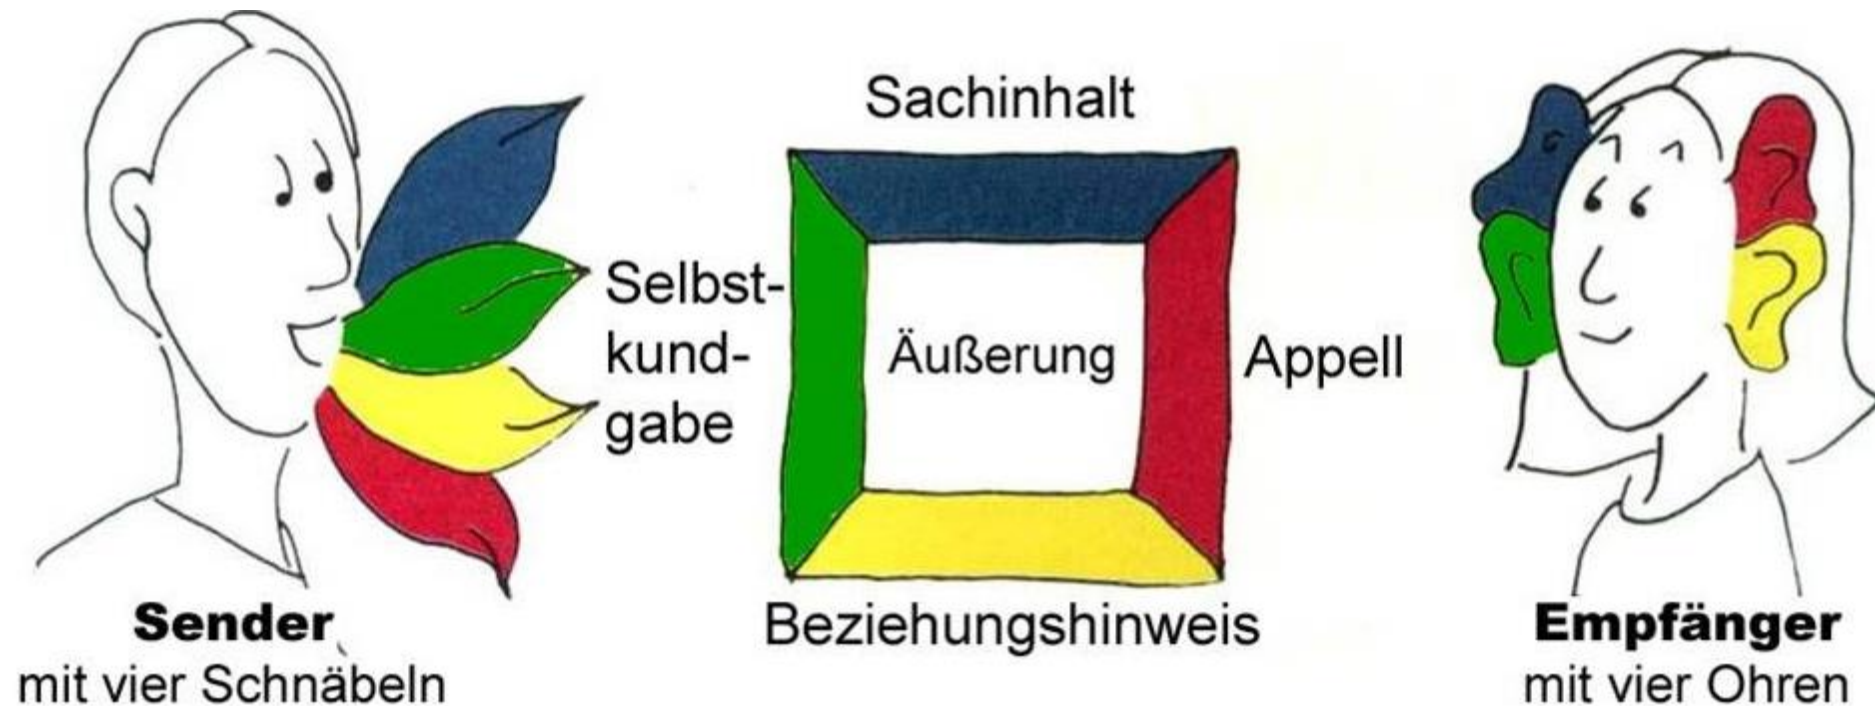 Sachinhalt
Selbst-
kund-
gabe
Äußerung
Appell
Beziehungshinweis
Sender
mit vier Schnäbeln
Empfänger
mit vier Ohren